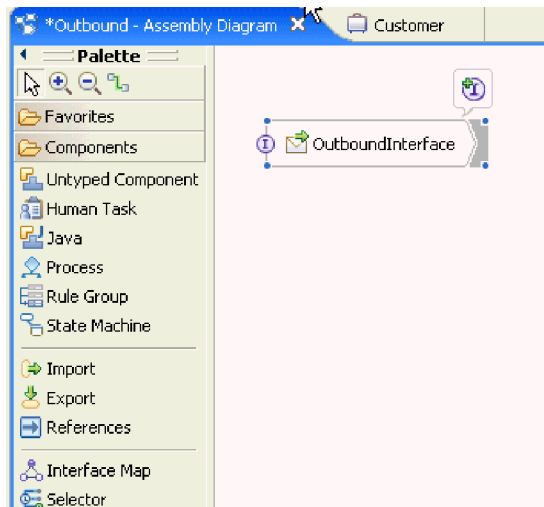 *Outbound - Assembly Diagram
Customer
Palette
Favorites
Components
Untyped Component
Human Task
Java
Process
Rule Group
State Machine
Import
Export
References
Interface Map
Selector
I
OutboundInterface
I